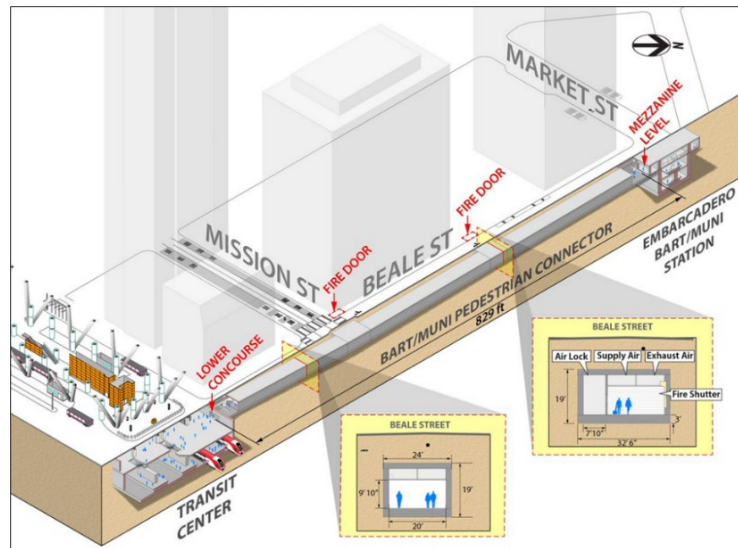 MARKET ST
N
MEZZANINE
LEVEL
FIRE DOOR
MISSION ST
FIRE DOOR
BEALE ST
EMBARCADERO
BART/MUNI
STATION
BART/MUNI PEDESTRIAN CONNECTOR
829 ft
LOWER
CONCOURSE
TRANSIT
CENTER
BEALE STREET
Air Lock
Supply Air
Exhaust Air
Fire Shutter
19'
7'10"
32'6"
3'
BEALE STREET
24'
9' 10"
19'
20'